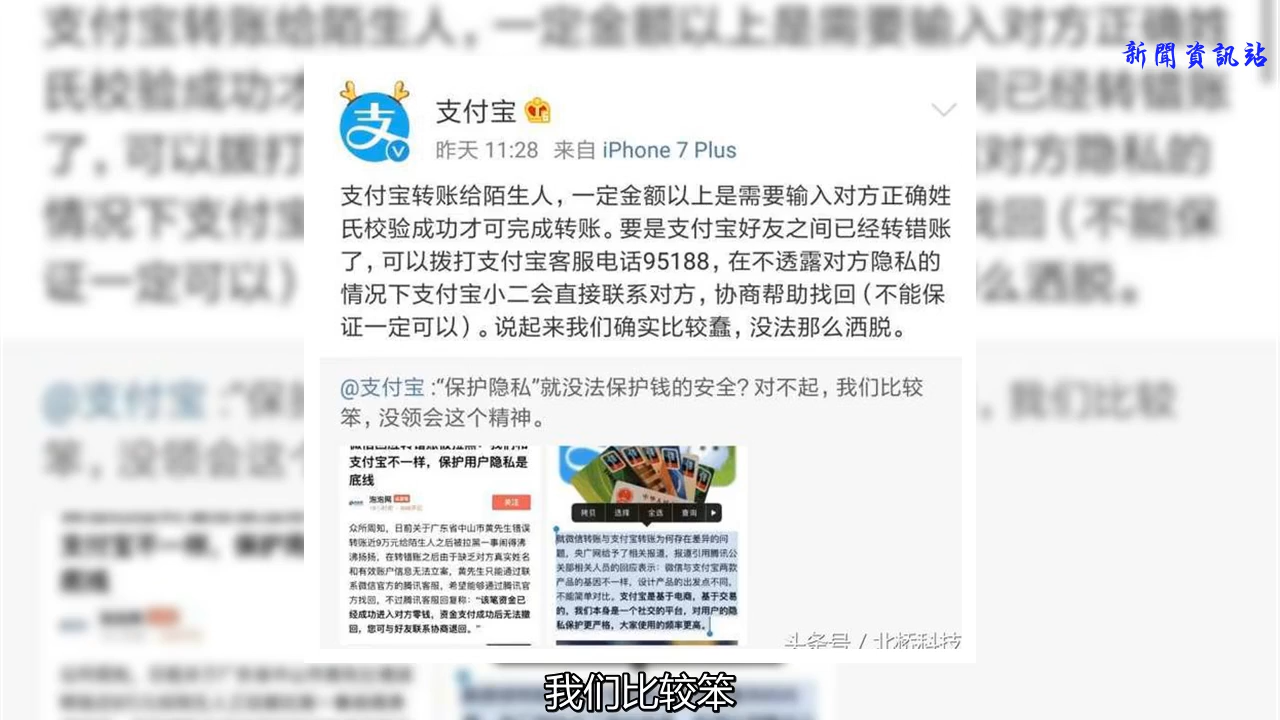 新聞資訊站
支付宝
昨天 11:28 来自 iPhone 7 Plus
支付宝转账给陌生人，一定金额以上是需要输入对方正确姓
氏校验成功才可完成转账。要是支付宝好友之间已经转错账
了，可以拨打支付宝客服电话95188，在不透露对方隐私的
情况下支付宝小二会直接联系对方，协商帮助找回（不能保
证一定可以）。说起来我们确实比较蠢，没法那么洒脱。
@支付宝：“保护隐私”就没法保护钱的安全？对不起，我们比较
笨，没领会这个精神。
支付宝不一样，保护用户隐私是
底线
泡泡网
关注
众所周知，日前关于广东省中山市黄先生错误
转账近9万元给陌生人之后被拉黑一事闹得沸
沸扬扬，在转错账之后由于缺乏对方真实姓名
和有效账户信息无法立案，黄先生只能通过联
系微信官方的腾讯客服，希望能够通过腾讯官
方找回，不过腾讯客服回复称：“该笔资金已
经成功进入对方零钱，资金支付成功后无法撤
回，您可与好友联系协商退回。”
拷贝 选择 全选 查询
就微信转账与支付宝转账为何存在差异的问
题，央广网给予了相关报道，报道引用腾讯公
关部相关人员的回应表示：微信与支付宝两款
产品的基因不一样，设计产品的出发点不同，
不能简单对比。支付宝是基于电商，基于交易
的，我们本身是一个社交的平台，对用户的隐
私保护更严格，大家使用的频率更高。
头条号 / 北桥科技
我们比较笨